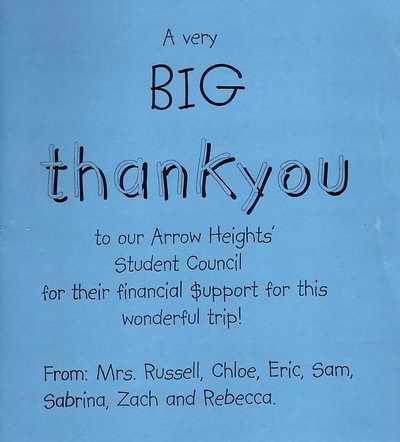 A very
BIG
thankyou
to our Arrow Heights'
Student Council
for their financial $upport for this
wonderful trip!
From: Mrs. Russell, Chloe, Eric, Sam,
Sabrina, Zach and Rebecca.